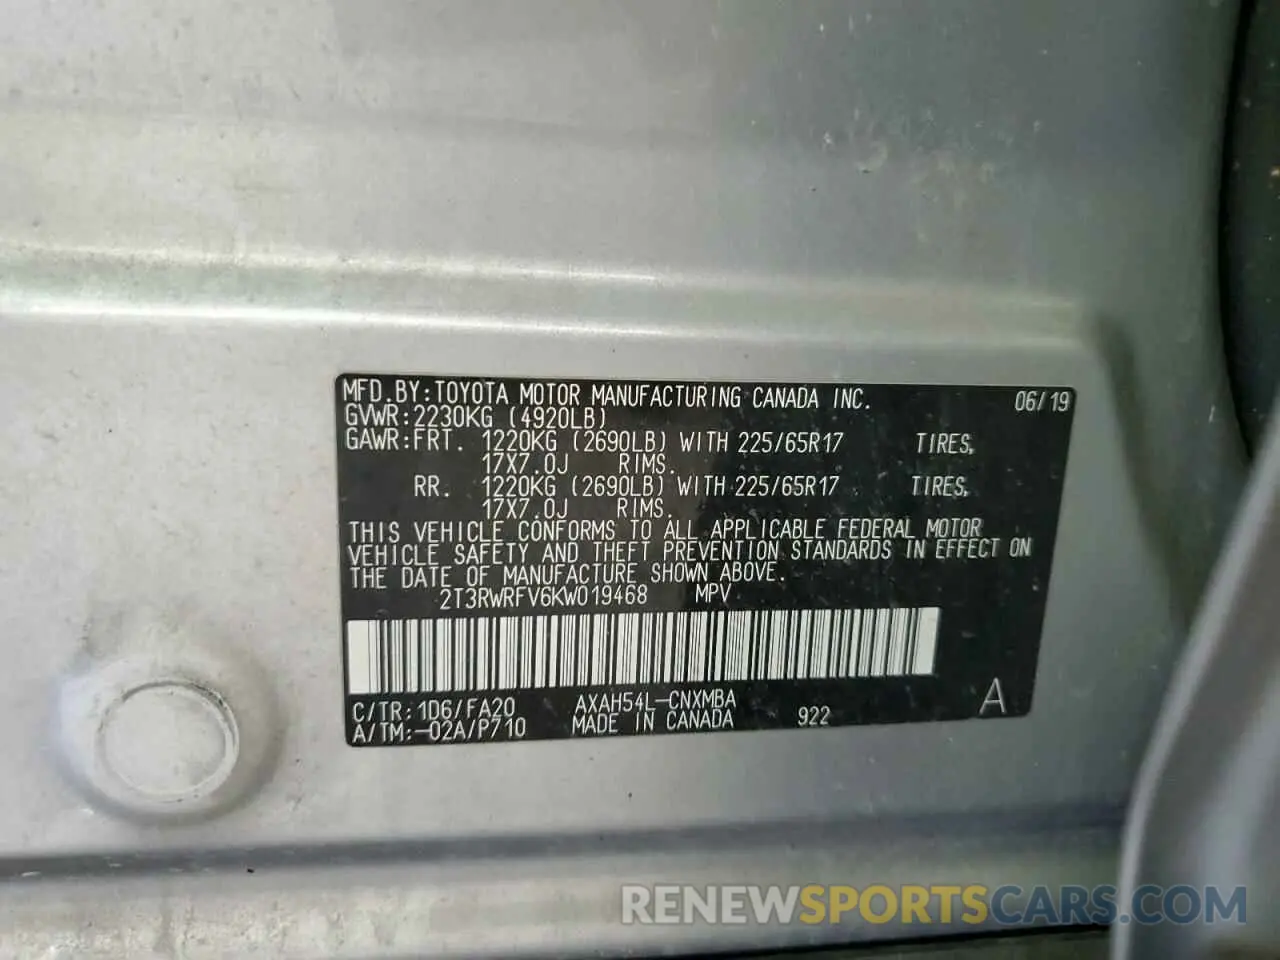 MFD.BY:TOYOTA MOTOR MANUFACTURING CANADA INC. 06/19
GVWR:2230KG (4920LB)
GAWR:FRT. 1220KG (2690LB) WITH 225/65R17 TIRES,
17X7.0J RIMS.
RR. 1220KG (2690LB) WITH 225/65R17 TIRES,
17X7.0J RIMS.
THIS VEHICLE CONFORMS TO ALL APPLICABLE FEDERAL MOTOR
VEHICLE SAFETY AND THEFT PREVENTION STANDARDS IN EFFECT ON
THE DATE OF MANUFACTURE SHOWN ABOVE.
2T3RWRFV6KW019468 MPV
C/TR:1D6/FA20 AXAH54L-CNXMBA A
A/TM:-02A/P710 MADE IN CANADA 922
RENEWSPORTSCARS.COM